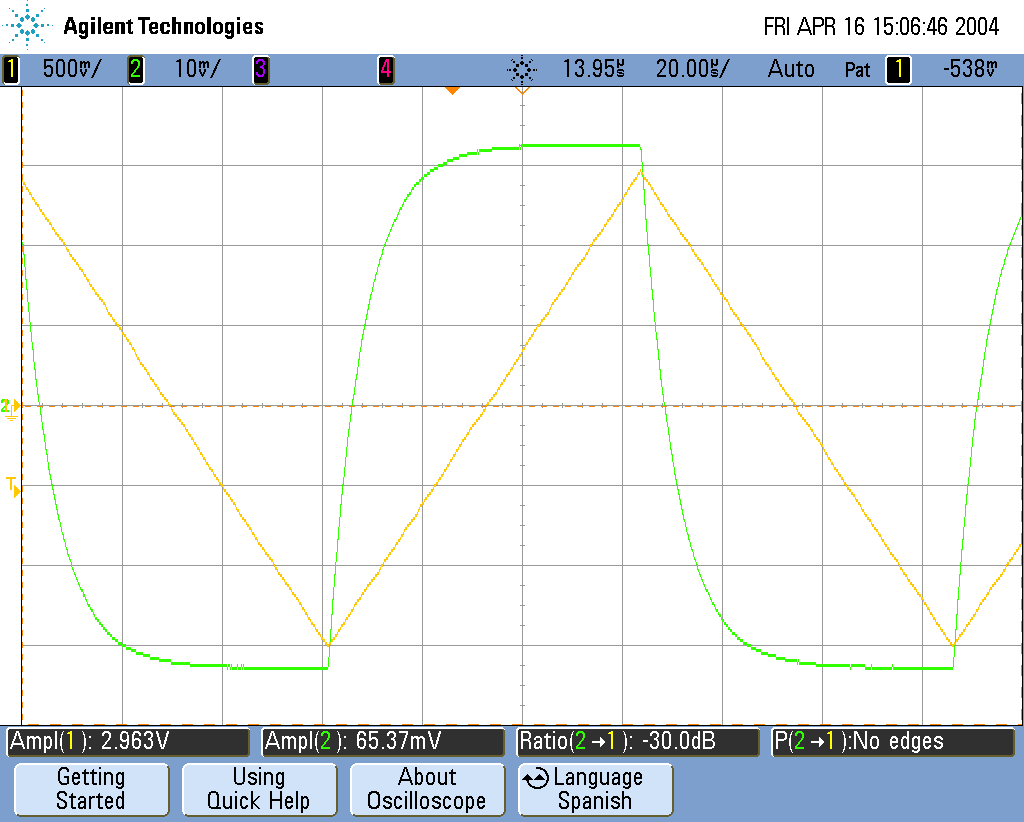 Agilent Technologies FRI APR 16 15:06:46 2004
1 500mV/ 2 10mV/ 3 4 13.95µs 20.00µs/ Auto Pat 1 -538mV
2
T
Ampl(1): 2.963V Ampl(2): 65.37mV Ratio(2→1): -30.0dB P(2→1):No edges
Getting Using About Language
Started Quick Help Oscilloscope Spanish